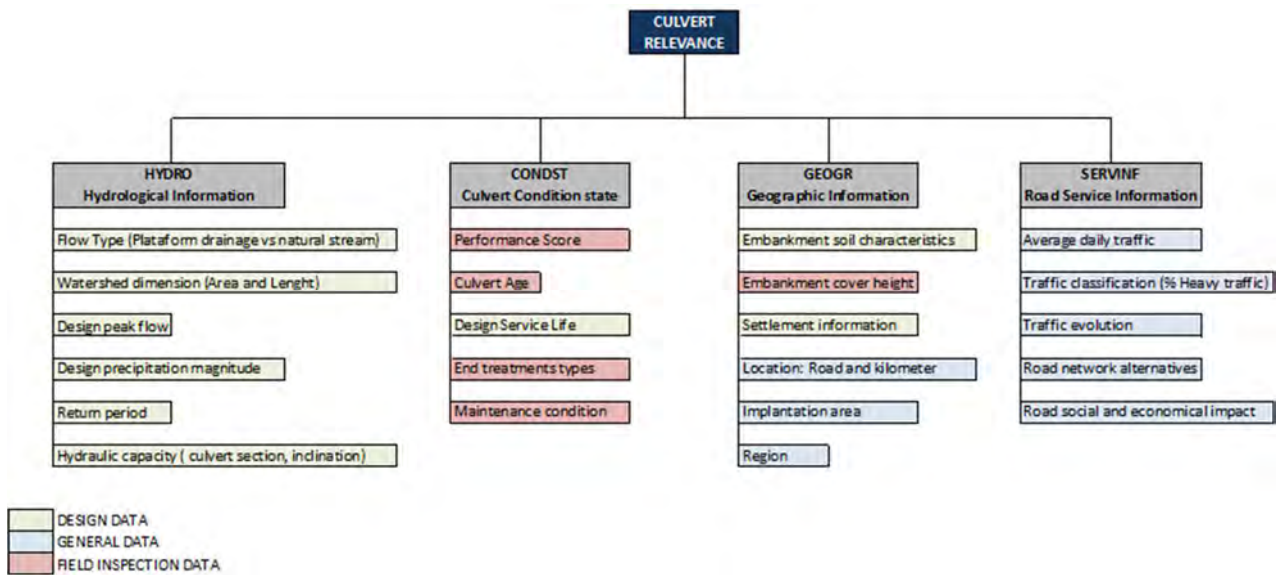 CULVERT
RELEVANCE
HYDRO
Hydrological Information
Flow Type (Plataform drainage vs natural stream)
Watershed dimension (Area and Lenght)
Design peak flow
Design precipitation magnitude
Return period
Hydraulic capacity ( culvert section, inclination)
CONDST
Culvert Condition state
Performance Score
Culvert Age
Design Service Life
End treatments types
Maintenance condition
GEOGR
Geographic Information
Embankment soil characteristics
Embankment cover height
Settlement information
Location: Road and kilometer
Implantation area
Region
SERVINF
Road Service Information
Average daily traffic
Traffic classification (% Heavy traffic)
Traffic evolution
Road network alternatives
Road social and economical impact
DESIGN DATA
GENERAL DATA
FIELD INSPECTION DATA